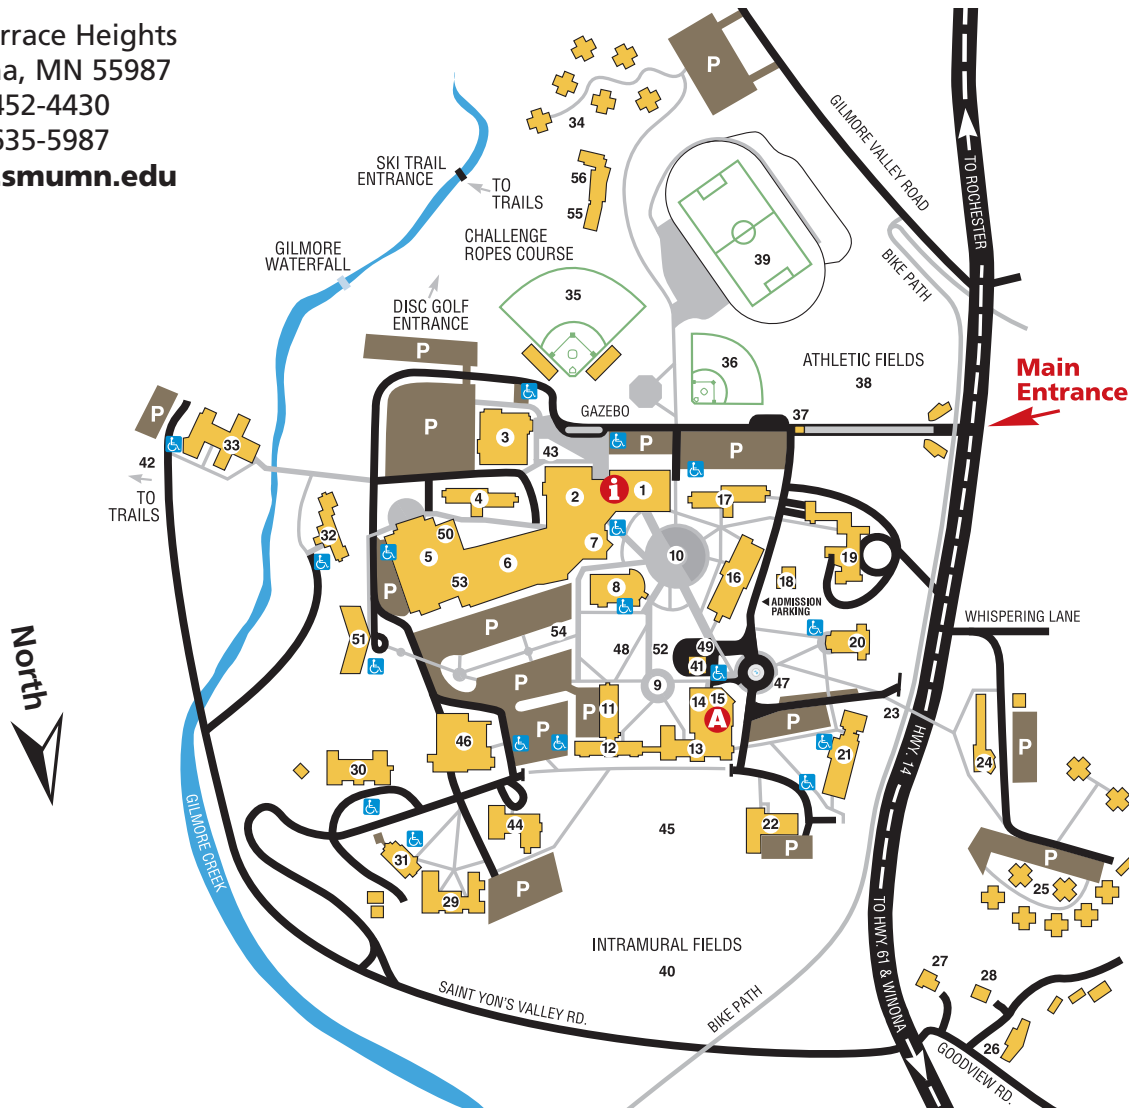 rrace Heights
na, MN 55987
452-4430
535-5987
smumn.edu
P
34
GILMORE VALLEY ROAD
TO ROCHESTER
SKI TRAIL
ENTRANCE
TO
TRAILS
56
55
CHALLENGE
ROPES COURSE
GILMORE
WATERFALL
39
BIKE PATH
DISC GOLF
ENTRANCE
35
P
36
ATHLETIC FIELDS
38
Main
Entrance
P
33
42
TO
TRAILS
P
3
43
GAZEBO
P
P
37
4
2
i
1
17
32
50
5
6
53
7
10
16
18
19
8
P
ADMISSION
PARKING
WHISPERING LANE
North
51
P
54
48
52
49
41
20
47
P
9
11
P
14
15
A
P
23
46
P
12
13
21
HWY. 14
24
P
30
44
45
22
P
GILMORE CREEK
31
29
P
P
25
INTRAMURAL FIELDS
40
TO HWY. 61 & WINONA
27
28
SAINT YON'S VALLEY RD.
BIKE PATH
26
GOODVIEW RD.